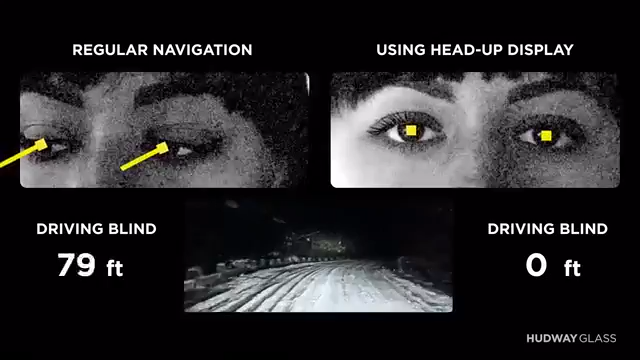 REGULAR NAVIGATION
USING HEAD-UP DISPLAY
DRIVING BLIND
79 ft
DRIVING BLIND
0 ft
HUDWAY GLASS